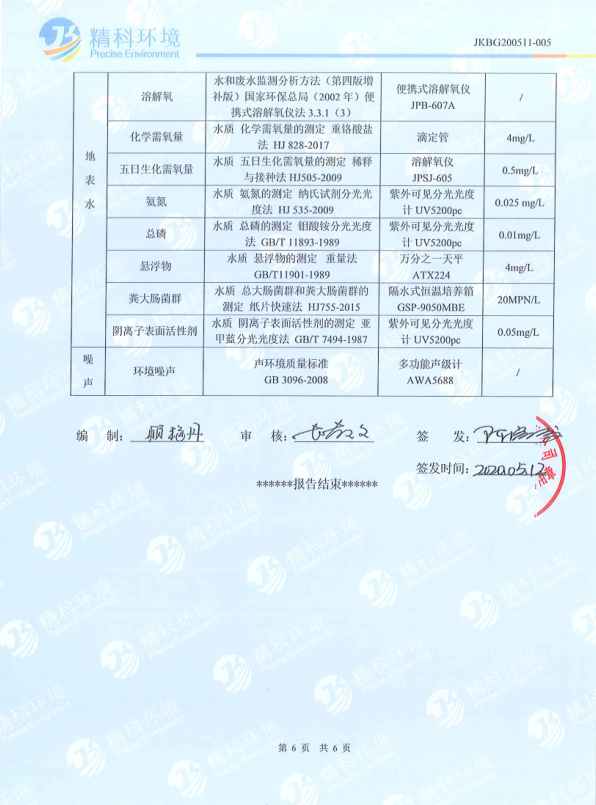 精科环境
Precise Environment
JKBG200511-005
地表水
溶解氧
水和废水监测分析方法（第四版增
补版）国家环保总局（2002 年）便
携式溶解氧仪法 3.3.1（3）
便携式溶解氧仪
JPB-607A
/
化学需氧量
水质 化学需氧量的测定 重铬酸盐
法 HJ 828-2017
滴定管
4mg/L
五日生化需氧量
水质 五日生化需氧量的测定 稀释
与接种法 HJ505-2009
溶解氧仪
JPSJ-605
0.5mg/L
氨氮
水质 氨氮的测定 纳氏试剂分光光
度法 HJ 535-2009
紫外可见分光光度
计 UV5200pc
0.025 mg/L
总磷
水质 总磷的测定 钼酸铵分光光度
法 GB/T 11893-1989
紫外可见分光光度
计 UV5200pc
0.01mg/L
悬浮物
水质 悬浮物的测定 重量法
GB/T11901-1989
万分之一天平
ATX224
4mg/L
粪大肠菌群
水质 总大肠菌群和粪大肠菌群的
测定 纸片快速法 HJ755-2015
隔水式恒温培养箱
GSP-9050MBE
20MPN/L
阴离子表面活性剂
水质 阴离子表面活性剂的测定 亚
甲蓝分光光度法 GB/T 7494-1987
紫外可见分光光度
计 UV5200pc
0.05mg/L
噪声
环境噪声
声环境质量标准
GB 3096-2008
多功能声级计
AWA5688
/
编 制： 审 核： 签 发：
签发时间：2020.05.12
******报告结束******
第 6 页 共 6 页